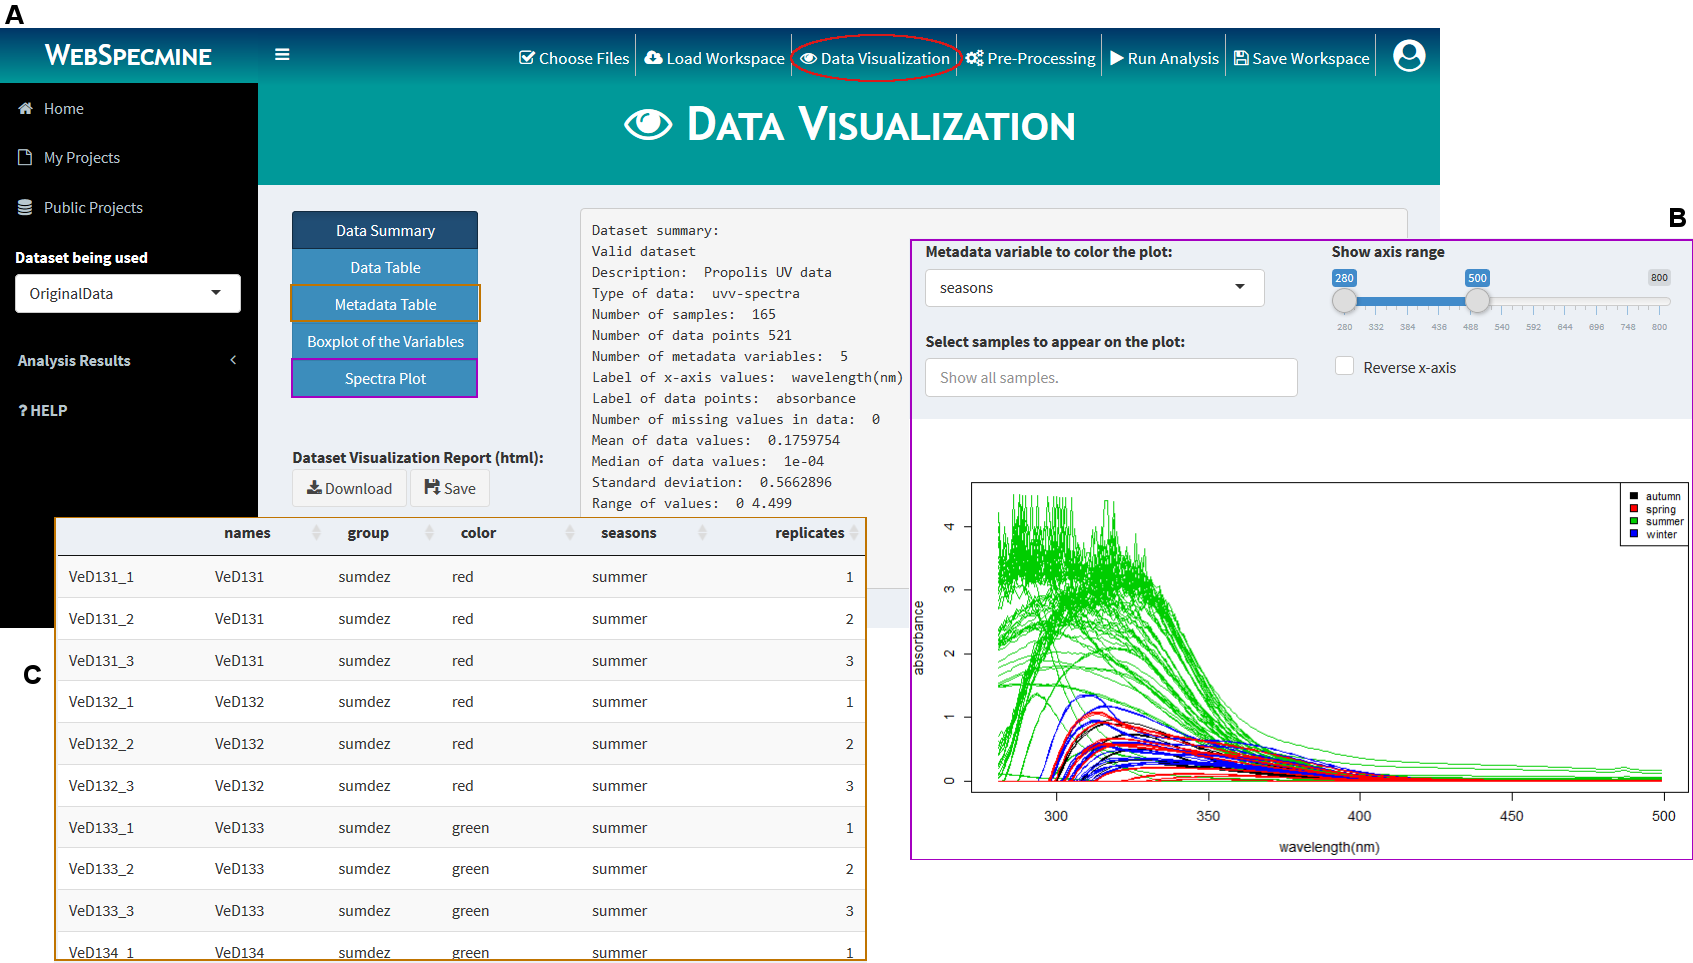 A
WEBSPECMINE
Choose Files
Load Workspace
Data Visualization
Pre-Processing
Run Analysis
Save Workspace
DATA VISUALIZATION
Home
My Projects
Public Projects
Dataset being used
OriginalData
Analysis Results
? HELP
Data Summary
Data Table
Metadata Table
Boxplot of the Variables
Spectra Plot
Dataset Visualization Report (html):
Download Save
Dataset summary:
Valid dataset
Description: Propolis UV data
Type of data: uvv-spectra
Number of samples: 165
Number of data points 521
Number of metadata variables: 5
Label of x-axis values: wavelength(nm)
Label of data points: absorbance
Number of missing values in data: 0
Mean of data values: 0.1759754
Median of data values: 1e-04
Standard deviation: 0.5662896
Range of values: 0 4.499
B
Metadata variable to color the plot:
seasons
Select samples to appear on the plot:
Show all samples.
Show axis range
280 500 800
280 332 384 436 488 540 592 644 696 748 800
Reverse x-axis
autumn
spring
summer
winter
absorbance
4
3
2
1
0
300 350 400 450 500
wavelength(nm)
C
names group color seasons replicates
VeD131_1 VeD131 sumdez red summer 1
VeD131_2 VeD131 sumdez red summer 2
VeD131_3 VeD131 sumdez red summer 3
VeD132_1 VeD132 sumdez red summer 1
VeD132_2 VeD132 sumdez red summer 2
VeD132_3 VeD132 sumdez red summer 3
VeD133_1 VeD133 sumdez green summer 1
VeD133_2 VeD133 sumdez green summer 2
VeD133_3 VeD133 sumdez green summer 3
VeD134_1 VeD134 sumdez green summer 1